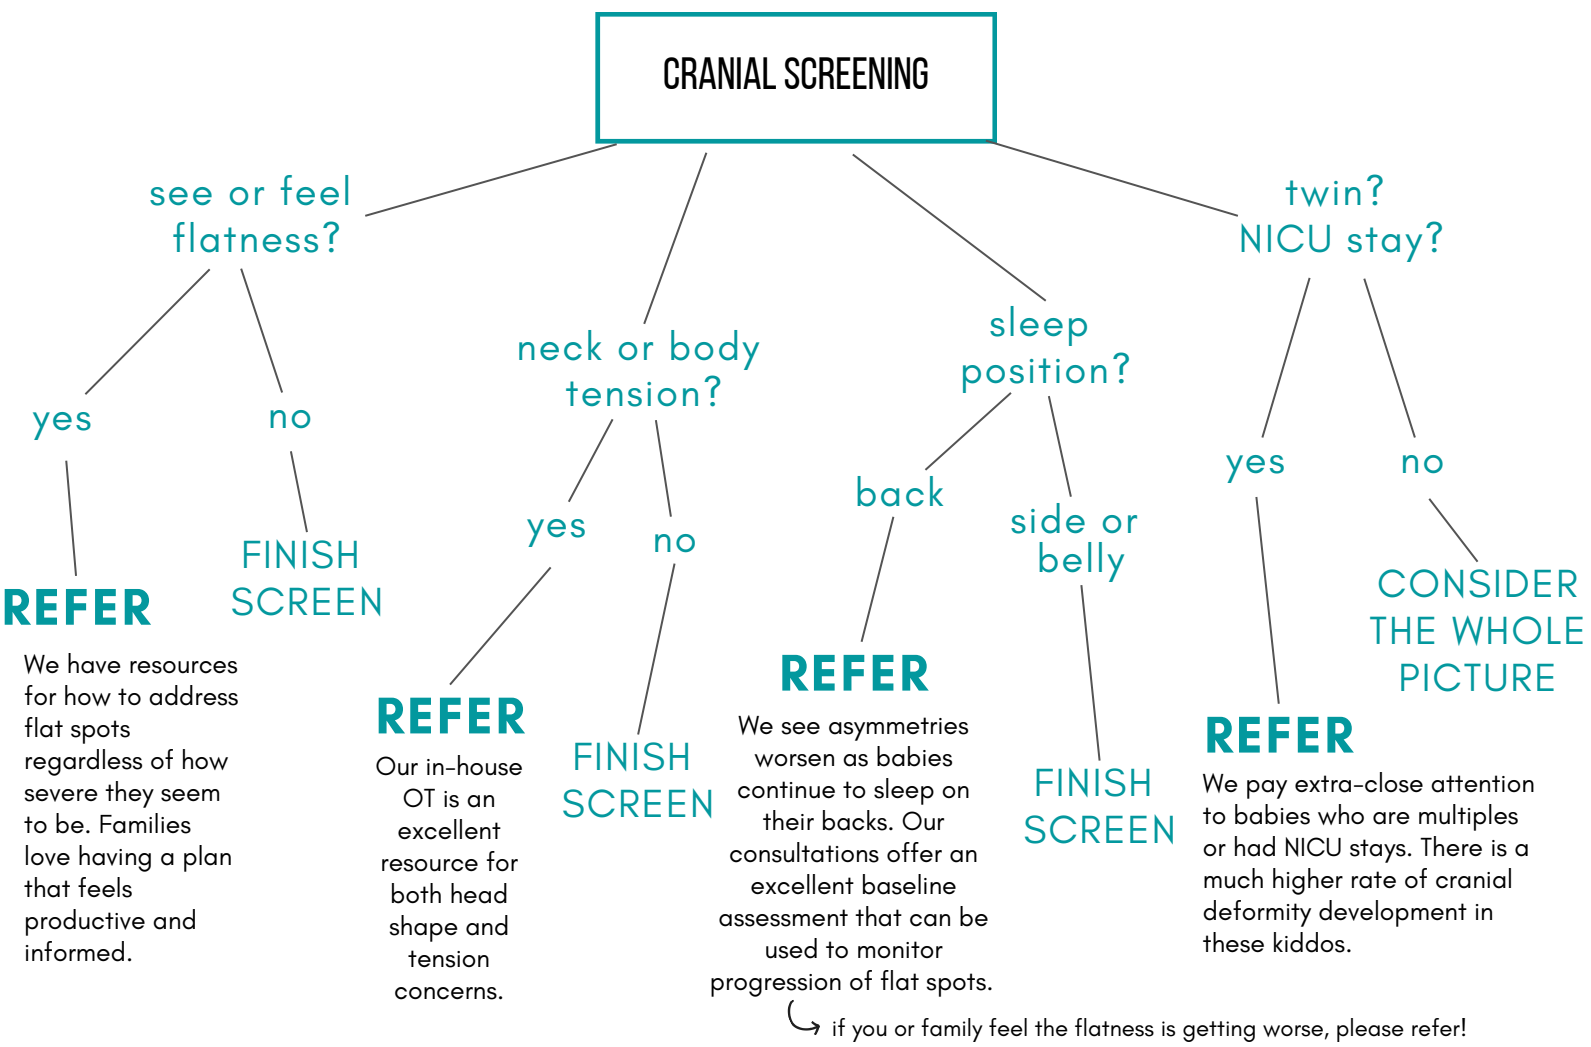 CRANIAL SCREENING
see or feel
flatness?
yes
no
REFER
We have resources
for how to address
flat spots
regardless of how
severe they seem
to be. Families
love having a plan
that feels
productive and
informed.
FINISH
SCREEN
neck or body
tension?
yes
no
REFER
Our in-house
OT is an
excellent
resource for
both head
shape and
tension
concerns.
FINISH
SCREEN
sleep
position?
back
side or
belly
REFER
We see asymmetries
worsen as babies
continue to sleep on
their backs. Our
consultations offer an
excellent baseline
assessment that can be
used to monitor
progression of flat spots.
if you or family feel the flatness is getting worse, please refer!
FINISH
SCREEN
twin?
NICU stay?
yes
no
REFER
We pay extra-close attention
to babies who are multiples
or had NICU stays. There is a
much higher rate of cranial
deformity development in
these kiddos.
CONSIDER
THE WHOLE
PICTURE